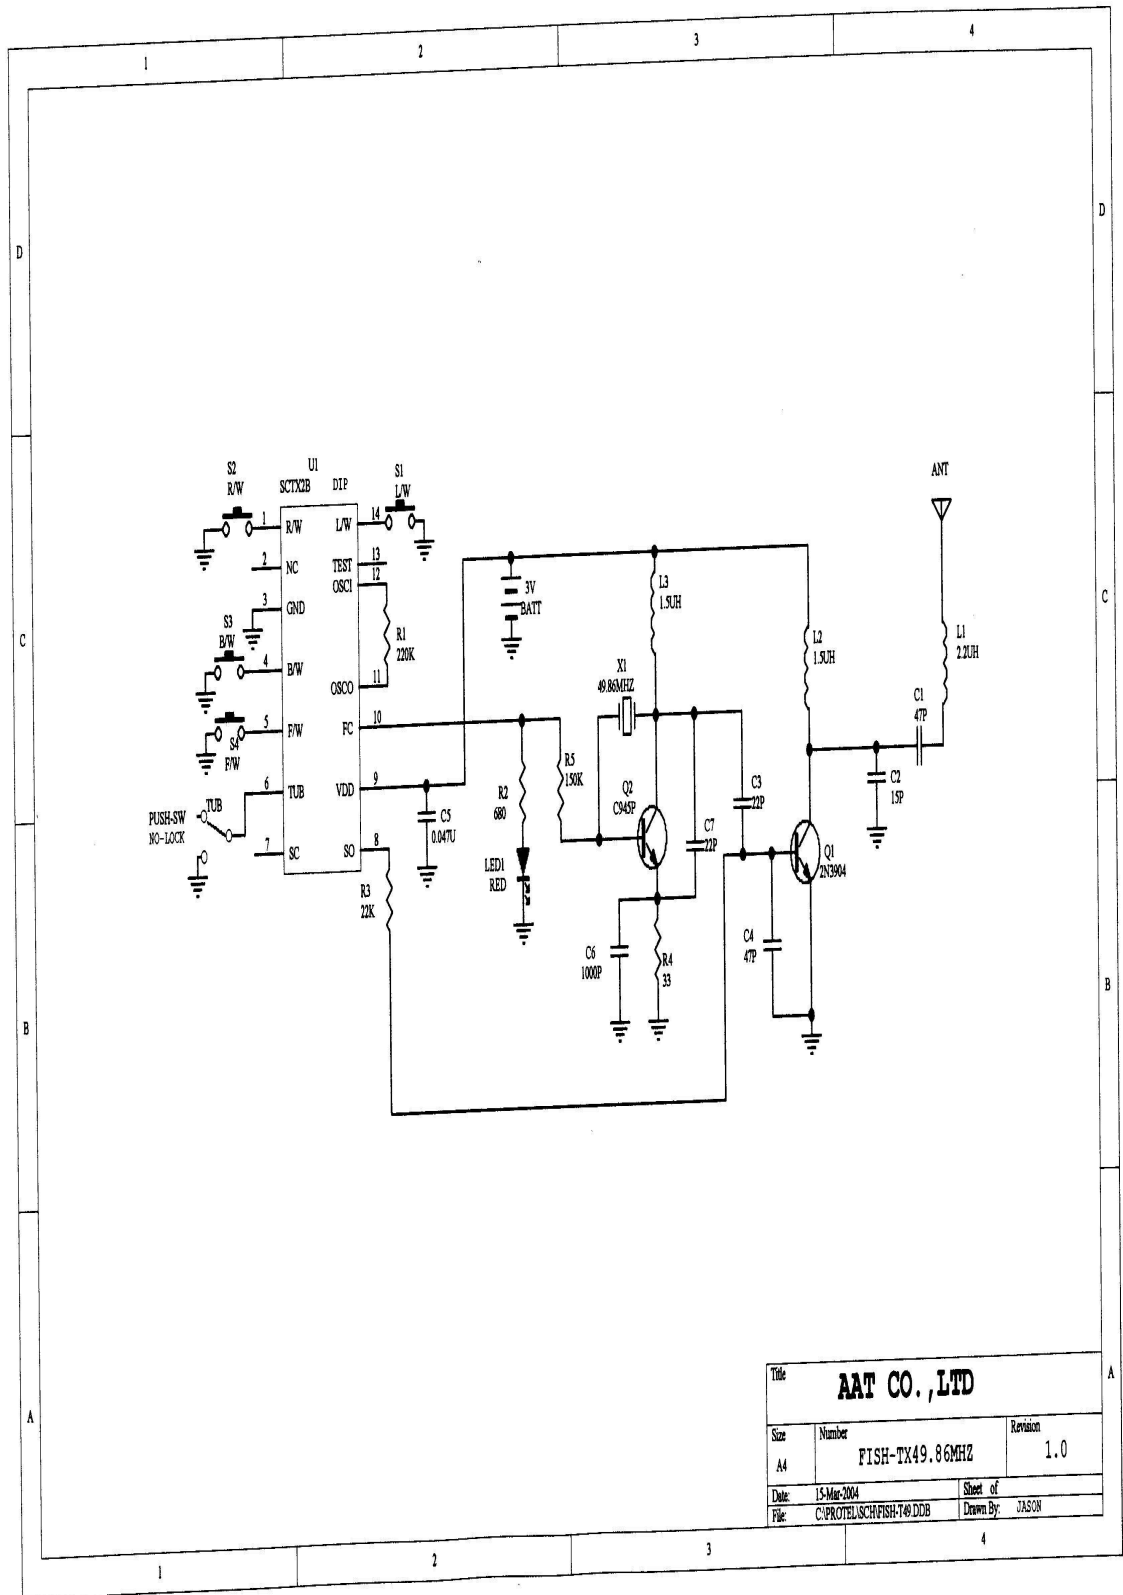 1
2
3
4
D
D
C
C
B
B
A
A
S2
R/W
U1
SCTX2B
DIP
S1
L/W
1
R/W
L/W
14
2
NC
TEST
13
OSCI
12
3
GND
R1
220K
S3
B/W
4
B/W
OSCO
11
5
F/W
FC
10
S4
F/W
6
TUB
VDD
9
PUSH-SW
NO-LOCK
TUB
7
SC
SO
8
C5
0.047U
R3
22K
3V
BATT
L3
1.5UH
X1
49.86MHZ
R5
150K
R2
680
LED1
RED
Q2
C945P
C7
22P
C3
22P
C6
1000P
R4
33
C4
47P
Q1
2N3904
L2
1.5UH
C2
15P
C1
47P
L1
2.2UH
ANT
Title
AAT CO.,LTD
Size
A4
Number
FISH-TX49.86MHZ
Revision
1.0
Date:
15-Mar-2004
Sheet of
File:
C:\PROTEL\SCH\FISH-T49.DDB
Drawn By:
JASON
1
2
3
4